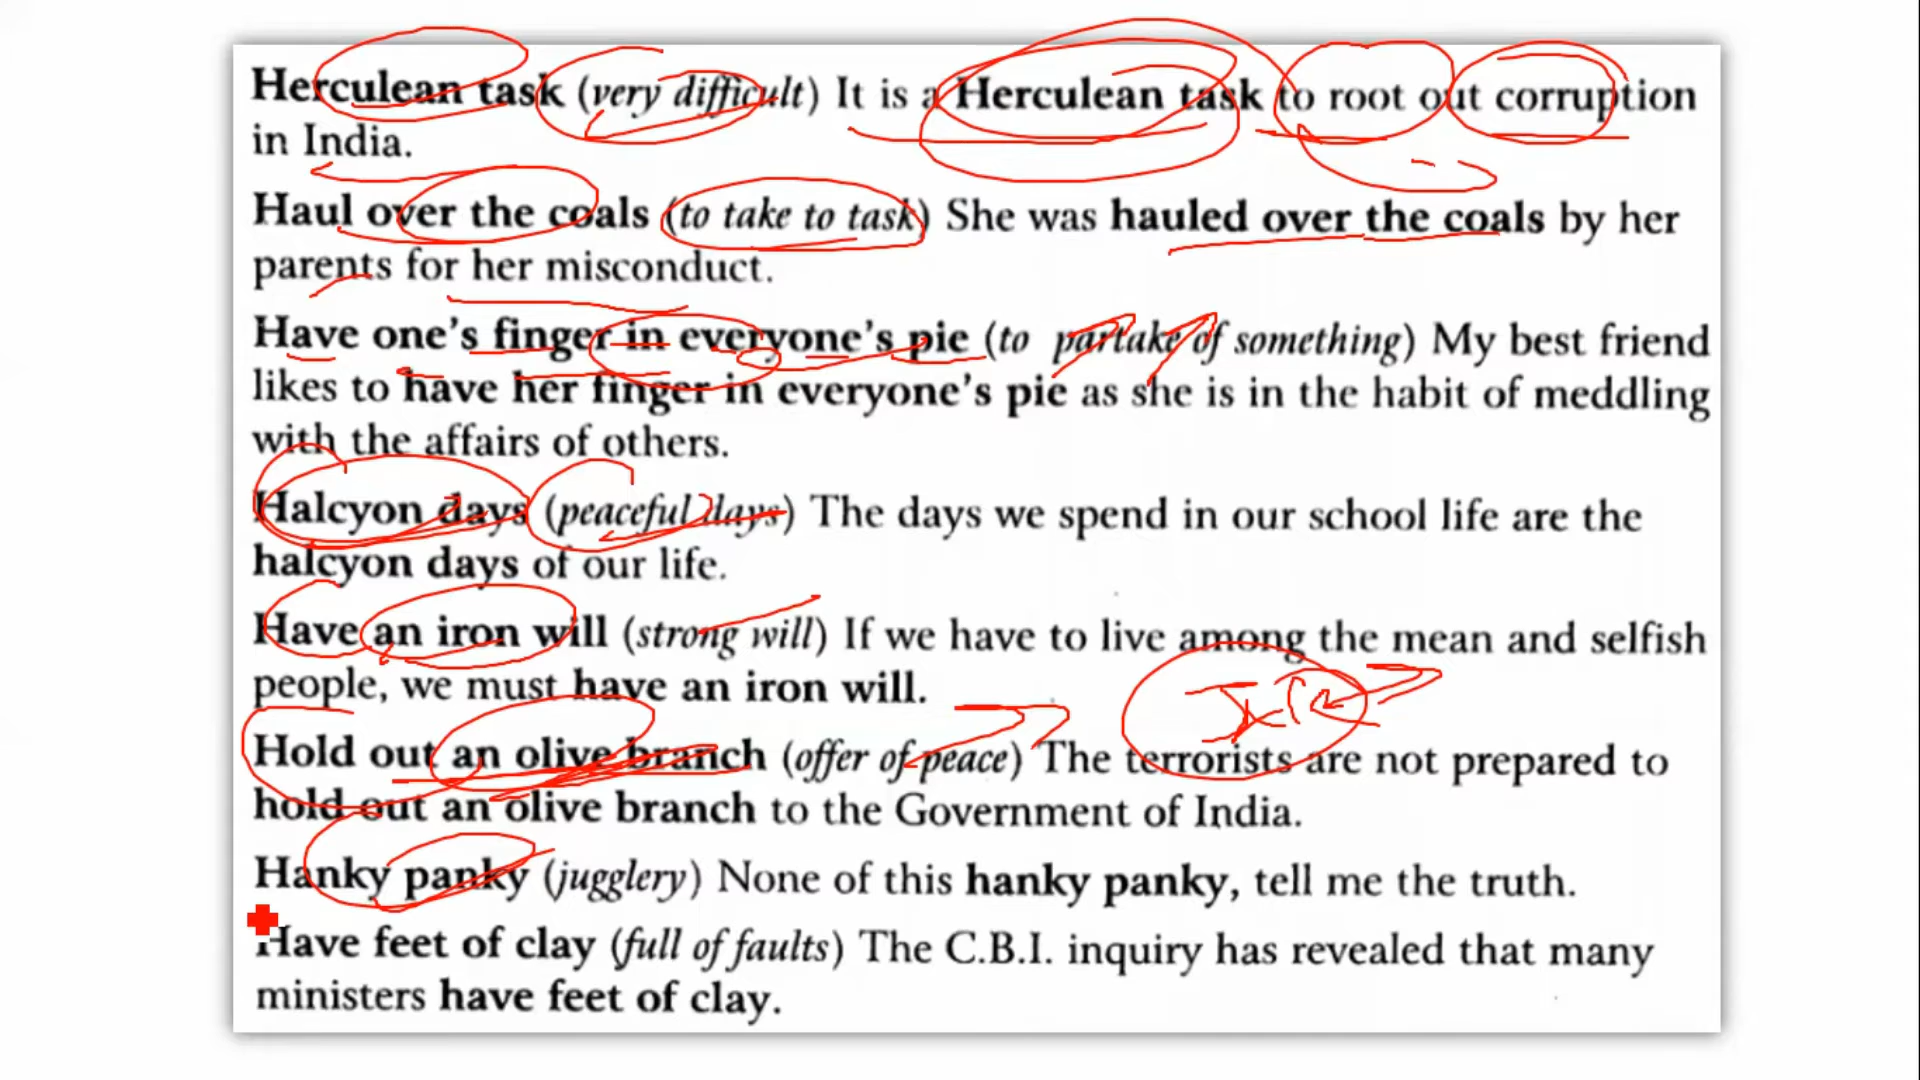 Herculean task (very difficult) It is a Herculean task to root out corruption
in India.
Haul over the coals (to take to task) She was hauled over the coals by her
parents for her misconduct.
Have one's finger in everyone's pie (to partake of something) My best friend
likes to have her finger in everyone's pie as she is in the habit of meddling
with the affairs of others.
Halcyon days (peaceful days) The days we spend in our school life are the
halcyon days of our life.
Have an iron will (strong will) If we have to live among the mean and selfish
people, we must have an iron will.
Hold out an olive branch (offer of peace) The terrorists are not prepared to
hold out an olive branch to the Government of India.
Hanky panky (jugglery) None of this hanky panky, tell me the truth.
Have feet of clay (full of faults) The C.B.I. inquiry has revealed that many
ministers have feet of clay.